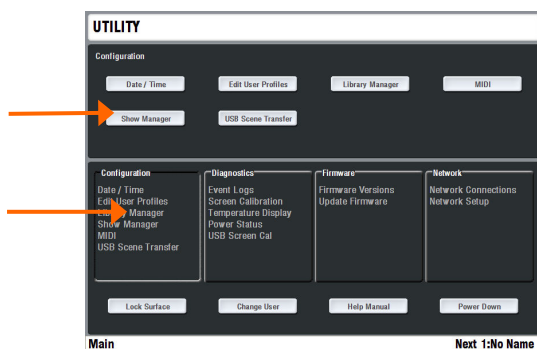 UTILITY
Configuration
Date / Time Edit User Profiles Library Manager MIDI
Show Manager USB Scene Transfer
Configuration
Date / Time
Edit User Profiles
Library Manager
Show Manager
MIDI
USB Scene Transfer
Diagnostics
Event Logs
Screen Calibration
Temperature Display
Power Status
USB Screen Cal
Firmware
Firmware Versions
Update Firmware
Network
Network Connections
Network Setup
Lock Surface Change User Help Manual Power Down
Main Next 1:No Name